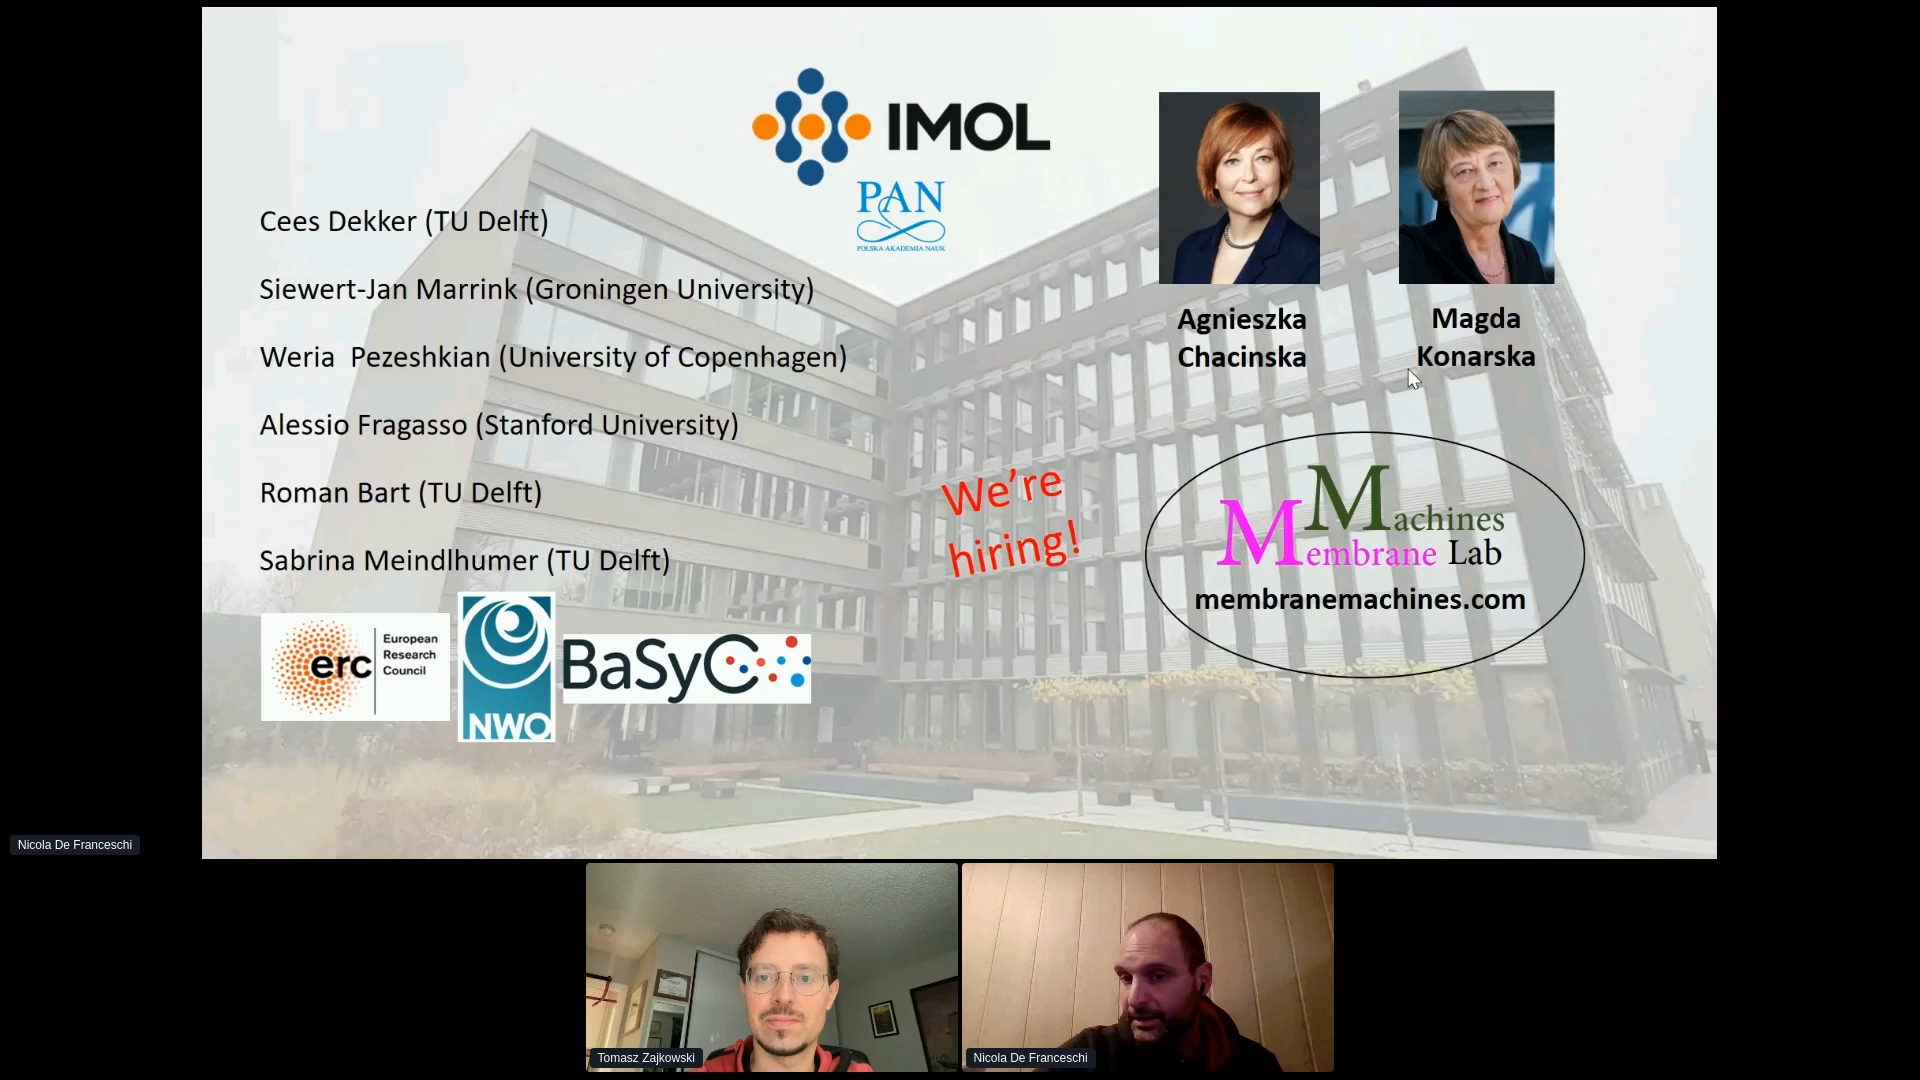 IMOL
PAN
POLSKA AKADEMIA NAUK
Cees Dekker (TU Delft)
Siewert-Jan Marrink (Groningen University)
Weria  Pezeshkian (University of Copenhagen)
Alessio Fragasso (Stanford University)
Roman Bart (TU Delft)
Sabrina Meindlhumer (TU Delft)
erc
European
Research
Council
NWO
BaSyC
Agnieszka
Chacinska
Magda
Konarska
We're
hiring!
Machines
Membrane Lab
membranemachines.com
Nicola De Franceschi
Tomasz Zajkowski
Nicola De Franceschi